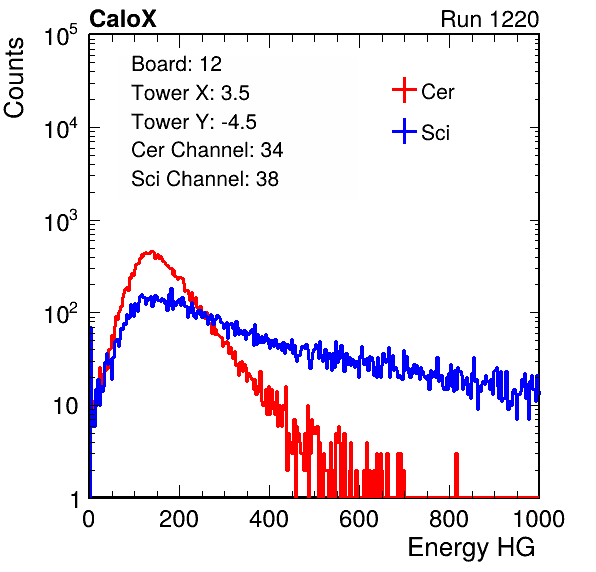 CaloX Run 1220
Counts
10^5
10^4
10^3
10^2
10
1
Board: 12
Tower X: 3.5
Tower Y: -4.5
Cer Channel: 34
Sci Channel: 38
Cer
Sci
0 200 400 600 800 1000
Energy HG